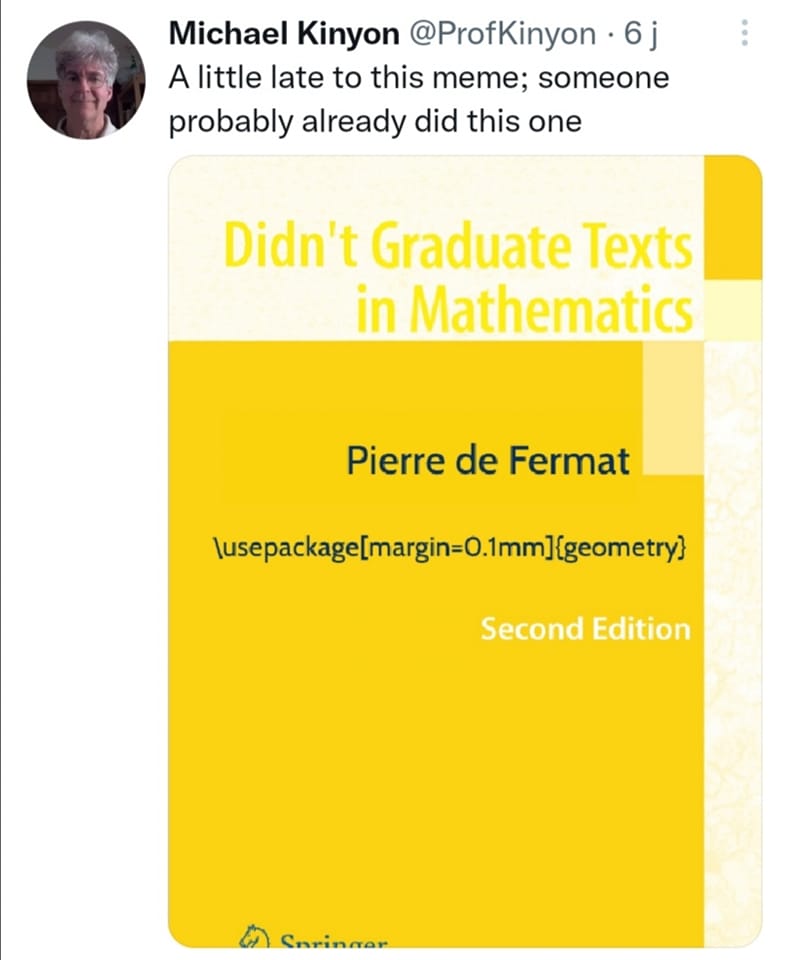 Michael Kinyon @ProfKinyon · 6 j
A little late to this meme; someone
probably already did this one
Didn't Graduate Texts
in Mathematics
Pierre de Fermat
\usepackage[margin=0.1mm]{geometry}
Second Edition
Springer